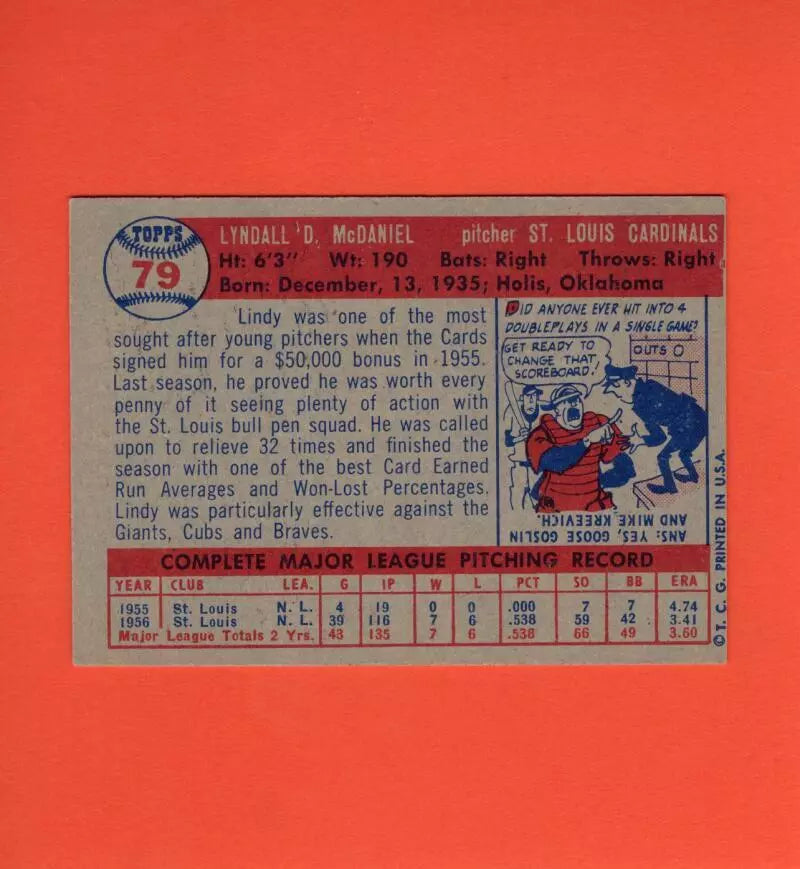 TOPPS
79
LYNDALL D. McDANIEL pitcher ST. LOUIS CARDINALS
Ht: 6'3" Wt: 190 Bats: Right Throws: Right
Born: December, 13, 1935; Holis, Oklahoma
Lindy was one of the most
sought after young pitchers when the Cards
signed him for a $50,000 bonus in 1955.
Last season, he proved he was worth every
penny of it seeing plenty of action with
the St. Louis bull pen squad. He was called
upon to relieve 32 times and finished the
season with one of the best Card Earned
Run Averages and Won-Lost Percentages.
Lindy was particularly effective against the
Giants, Cubs and Braves.
DID ANYONE EVER HIT INTO 4
DOUBLEPLAYS IN A SINGLE GAME?
GET READY TO
CHANGE THAT
SCOREBOARD!
OUTS 0
ANS: YES, GOOSE GOSLIN
AND MIKE KREEVICH.
COMPLETE MAJOR LEAGUE PITCHING RECORD
YEAR CLUB LEA. G IP W L PCT SO BB ERA
1955 St. Louis N. L. 4 19 0 0 .000 7 7 4.74
1956 St. Louis N. L. 39 116 7 6 .538 59 42 3.41
Major League Totals 2 Yrs. 43 135 7 6 .538 66 49 3.60
© T. C. G. PRINTED IN U.S.A.